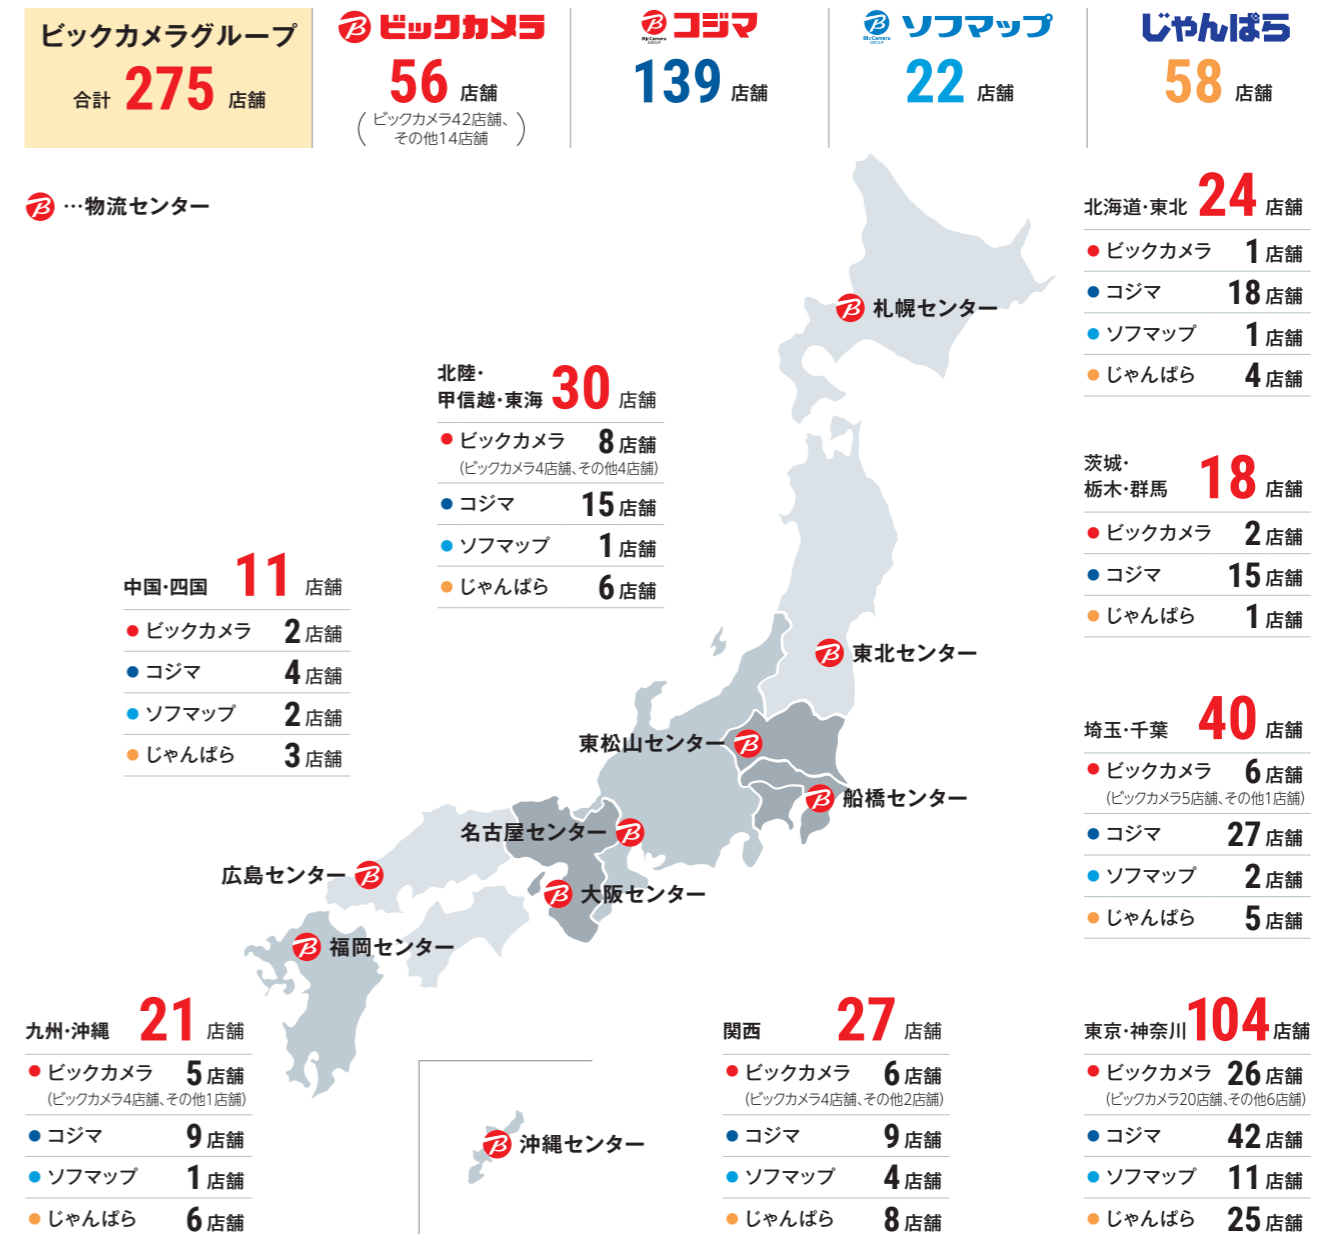 ビックカメラグループ
合計 275 店舗
ビックカメラ
56 店舗
(ビックカメラ42店舗、
その他14店舗)
BicCamera
GROUP
コジマ
139 店舗
BicCamera
GROUP
ソフマップ
22 店舗
じゃんぱら
58 店舗
…物流センター
北海道・東北 24 店舗
ビックカメラ 1 店舗
コジマ 18 店舗
ソフマップ 1 店舗
じゃんぱら 4 店舗
札幌センター
北陸・
甲信越・東海 30 店舗
ビックカメラ 8 店舗
(ビックカメラ4店舗、その他4店舗)
コジマ 15 店舗
ソフマップ 1 店舗
じゃんぱら 6 店舗
茨城・
栃木・群馬 18 店舗
ビックカメラ 2 店舗
コジマ 15 店舗
じゃんぱら 1 店舗
中国・四国 11 店舗
ビックカメラ 2 店舗
コジマ 4 店舗
ソフマップ 2 店舗
じゃんぱら 3 店舗
東北センター
東松山センター
船橋センター
名古屋センター
広島センター
大阪センター
福岡センター
埼玉・千葉 40 店舗
ビックカメラ 6 店舗
(ビックカメラ5店舗、その他1店舗)
コジマ 27 店舗
ソフマップ 2 店舗
じゃんぱら 5 店舗
九州・沖縄 21 店舗
ビックカメラ 5 店舗
(ビックカメラ4店舗、その他1店舗)
コジマ 9 店舗
ソフマップ 1 店舗
じゃんぱら 6 店舗
沖縄センター
関西 27 店舗
ビックカメラ 6 店舗
(ビックカメラ4店舗、その他2店舗)
コジマ 9 店舗
ソフマップ 4 店舗
じゃんぱら 8 店舗
東京・神奈川 104 店舗
ビックカメラ 26 店舗
(ビックカメラ20店舗、その他6店舗)
コジマ 42 店舗
ソフマップ 11 店舗
じゃんぱら 25 店舗